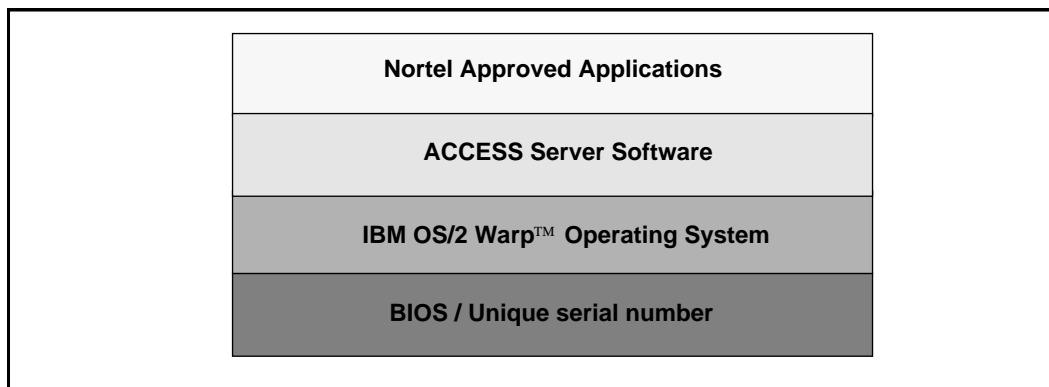 Nortel Approved Applications
ACCESS Server Software
IBM OS/2 Warp™ Operating System
BIOS / Unique serial number